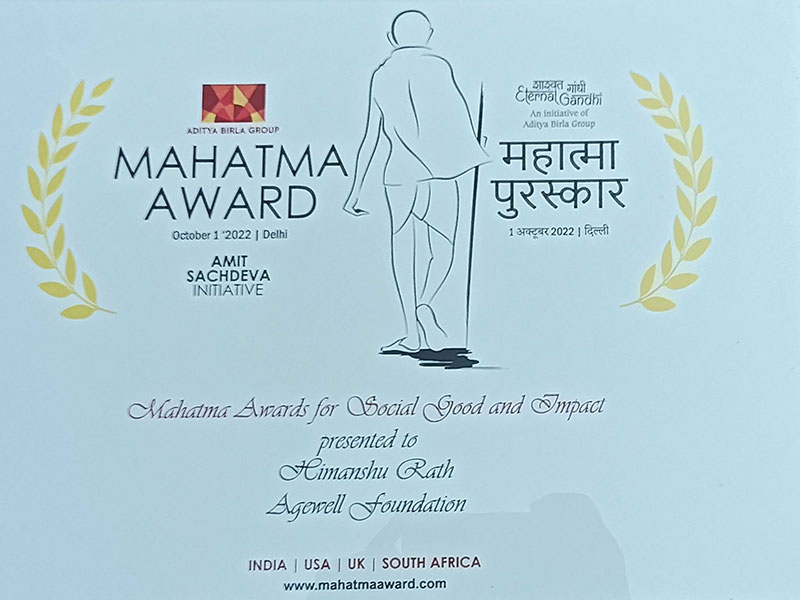 ADITYA BIRLA GROUP
MAHATMA
AWARD
October 1 2022 | Delhi
AMIT
SACHDEVA
INITIATIVE
शाश्वत गांधी
Eternal Gandhi
An initiative of
Aditya Birla Group
महात्मा
पुरस्कार
1 अक्टूबर 2022 | दिल्ली
Mahatma Awards for Social Good and Impact
presented to
Himanshu Rath
Agewell Foundation
INDIA | USA | UK | SOUTH AFRICA
www.mahatmaaward.com